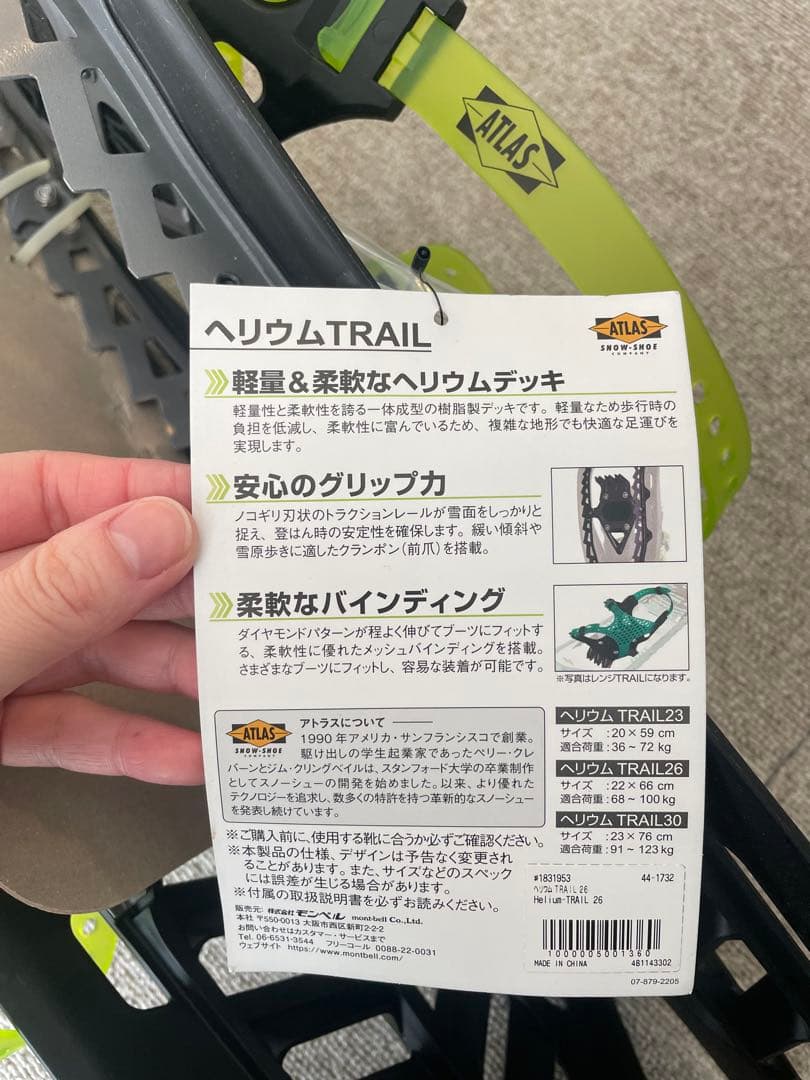 ATLAS
ヘリウムTRAIL
ATLAS
SNOW-SHOE
COMPANY
軽量&柔軟なヘリウムデッキ
軽量性と柔軟性を誇る一体成型の樹脂製デッキです。軽量なため歩行時の
負担を低減し、柔軟性に富んでいるため、複雑な地形でも快適な足運びを
実現します。
安心のグリップ力
ノコギリ刃状のトラクションレールが雪面をしっかりと
捉え、登はん時の安定性を確保します。緩い傾斜や
雪原歩きに適したクランポン(前爪)を搭載。
柔軟なバインディング
ダイヤモンドパターンが程よく伸びてブーツにフィットす
る、柔軟性に優れたメッシュバインディングを搭載。
さまざまなブーツにフィットし、容易な装着が可能です。
※写真はレンジTRAILになります。
ATLAS
SNOW-SHOE
COMPANY
アトラスについて
1990年アメリカ・サンフランシスコで創業。
駆け出しの学生起業家であったペリー・クレ
バーンとジム・クリングベイルは、スタンフォード大学の卒業制作
としてスノーシューの開発を始めました。以来、より優れた
テクノロジーを追求し、数多くの特許を持つ革新的なスノーシュー
を発表し続けています。
ヘリウム TRAIL23
サイズ :20×59cm
適合荷重:36~72kg
ヘリウム TRAIL26
サイズ :22×66cm
適合荷重:68~100kg
ヘリウム TRAIL30
サイズ :23×76cm
適合荷重:91~123kg
※ご購入前に、使用する靴に合うか必ずご確認ください。
※本製品の仕様、デザインは予告なく変更され
ることがあります。また、サイズなどのスペック
には誤差が生じる場合があります。
※付属の取扱説明書を必ずお読みください。
販売元: 株式会社モンベル mont-bell Co.,Ltd.
本社 〒550-0013 大阪市西区新町2-2-2
お問い合わせはカスタマー・サービスまで
Tel. 06-6531-3544 フリーコール 0088-22-0031
ウェブサイト https://www.montbell.com/
#1831953 44-1732
ヘリウムTRAIL 26
Helium-TRAIL 26
1000005001360
MADE IN CHINA 4B1143302
07-879-2205